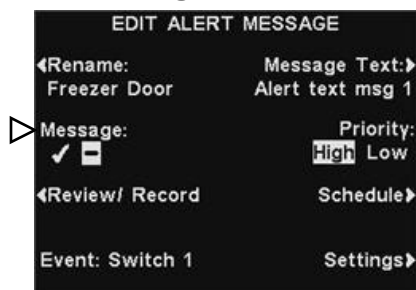 EDIT ALERT MESSAGE
◀Rename: Message Text:▶
Freezer Door Alert text msg 1
Message: Priority:
✓ – High Low
◀Review/ Record Schedule▶
Event: Switch 1 Settings▶